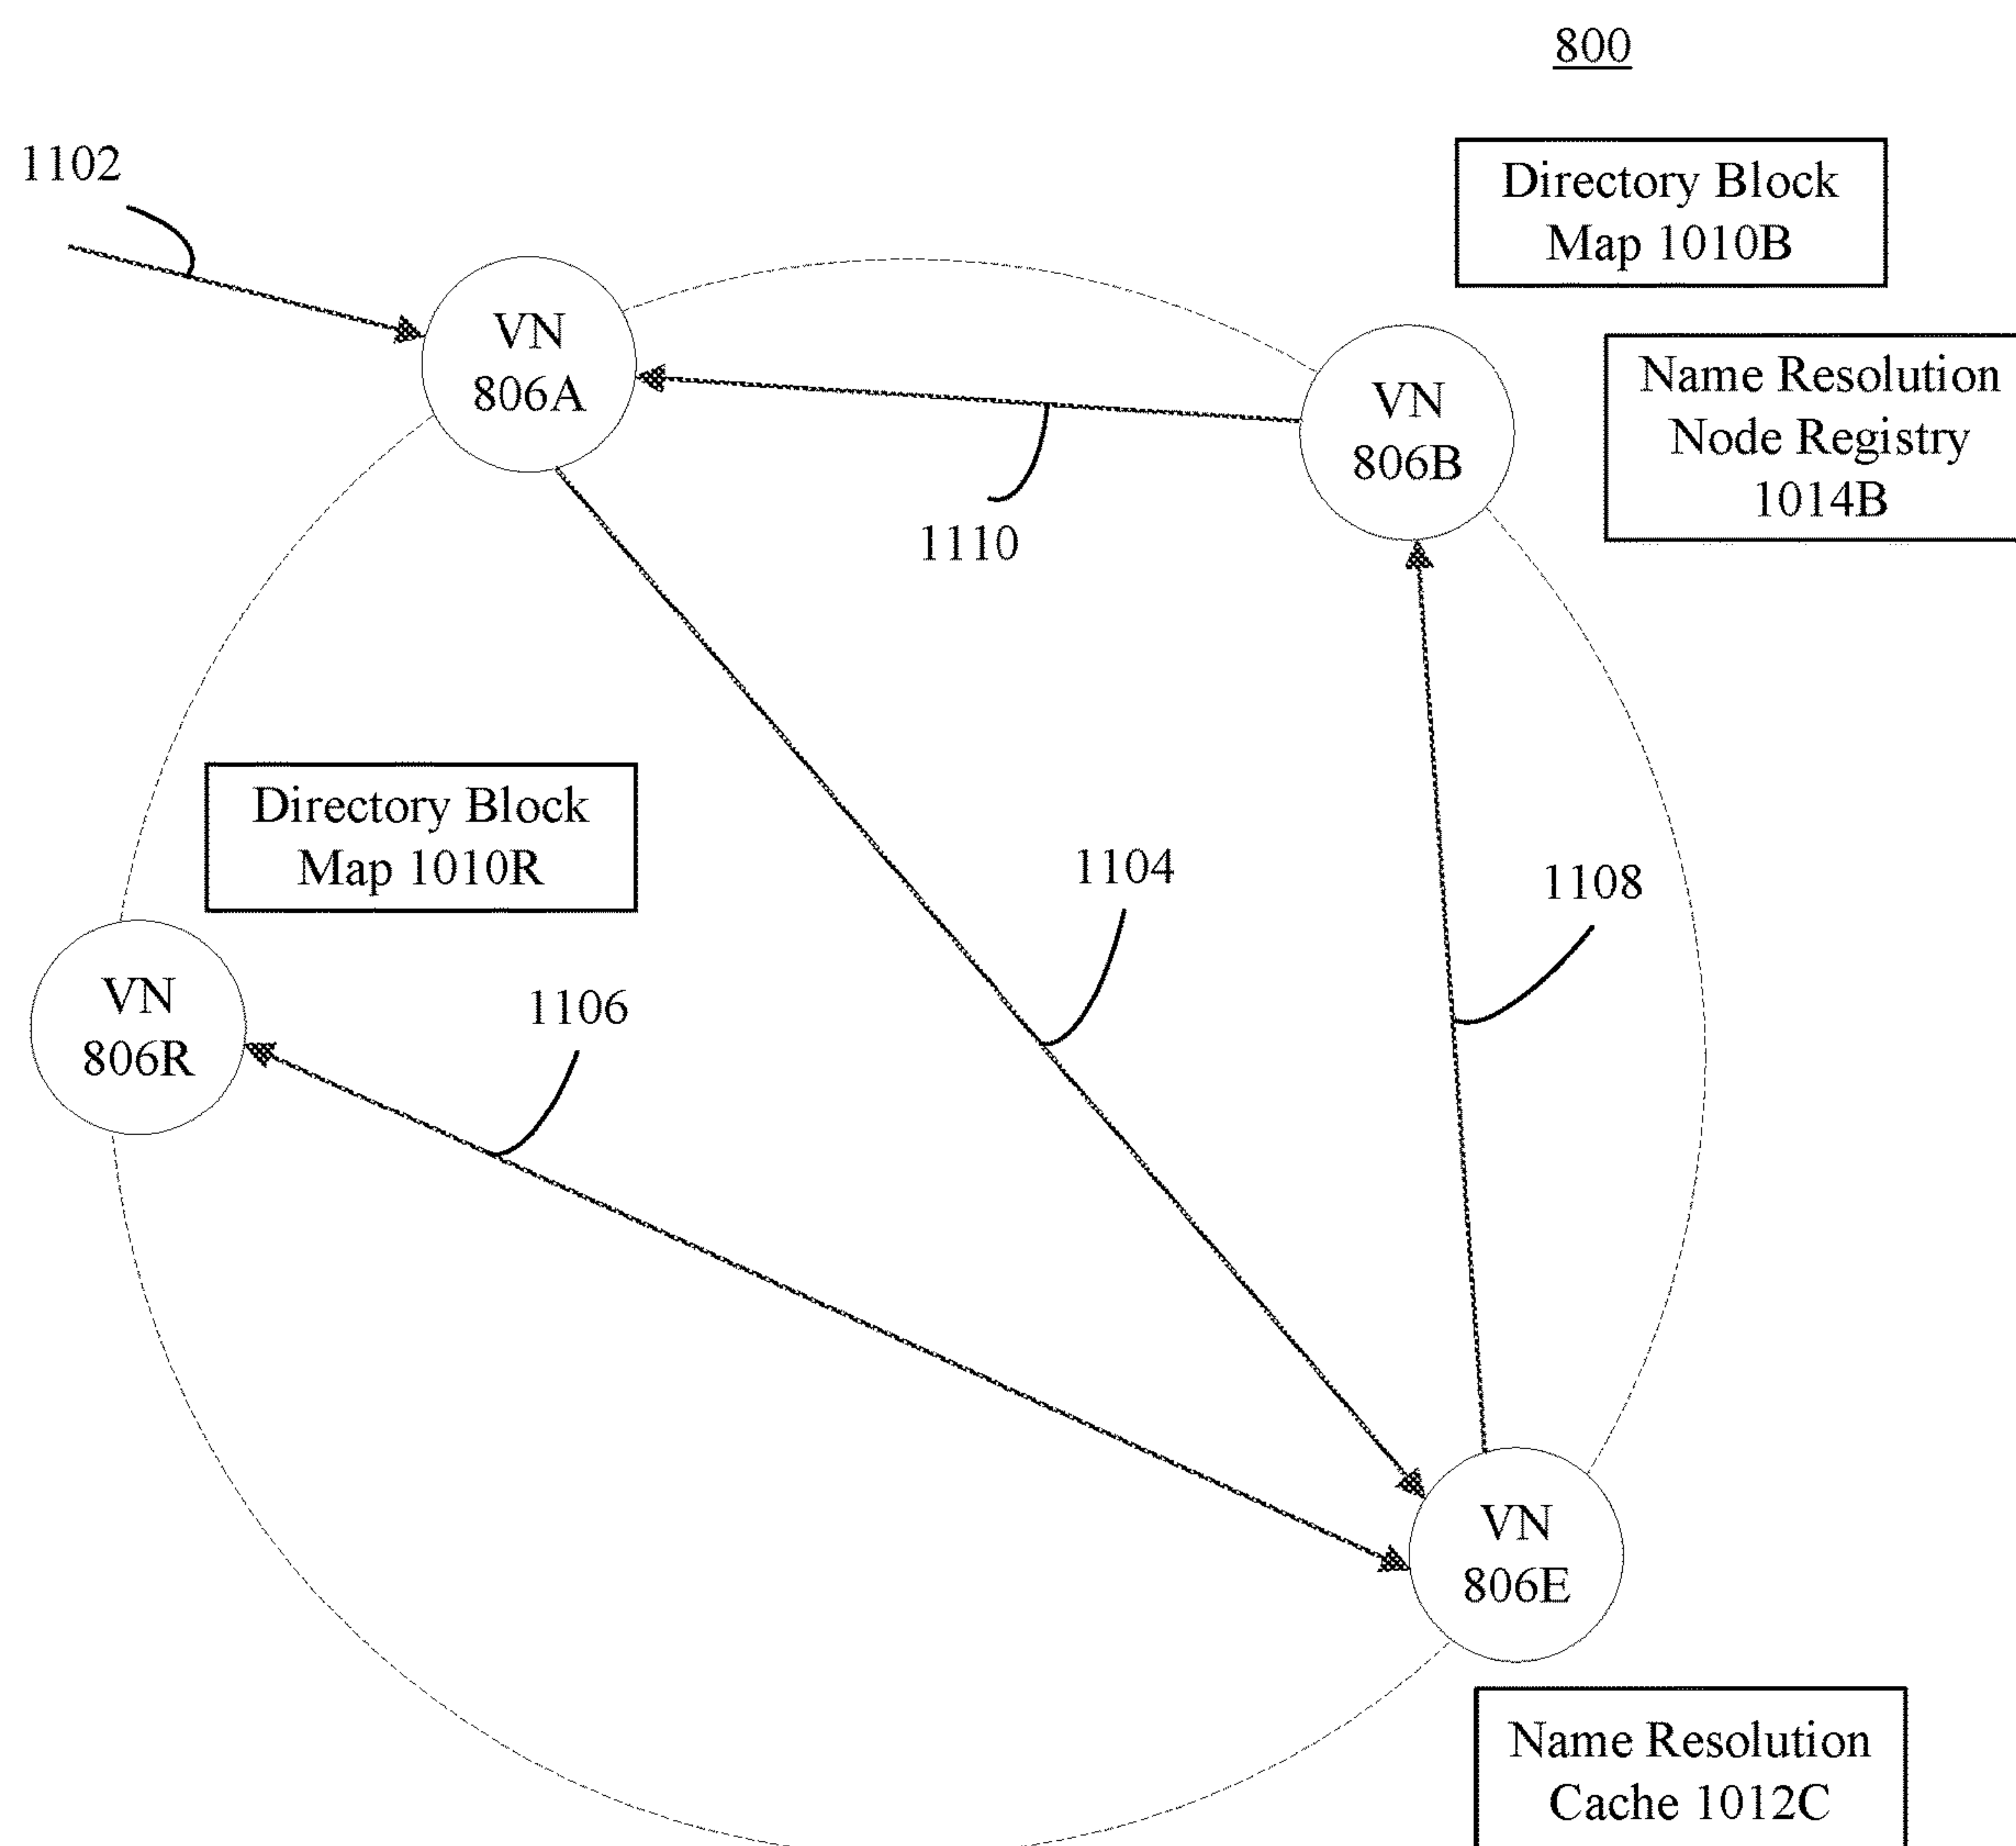 800
1102
Directory Block
Map 1010B
VN
806A
Name Resolution
Node Registry
1014B
VN
806B
1110
Directory Block
Map 1010R
1104
1108
VN
806R
1106
VN
806E
Name Resolution
Cache 1012C